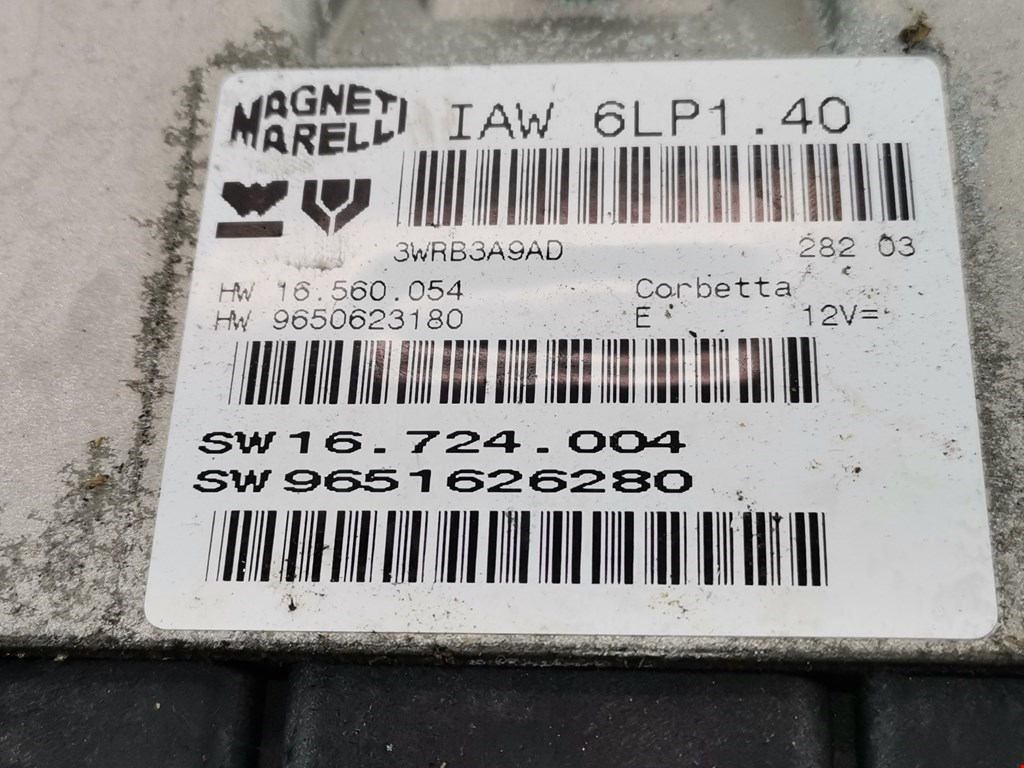 MAGNETI
MARELLI
IAW 6LP1.40
3WRB3A9AD 282 03
HW 16.560.054 Corbetta
HW 9650623180 E 12V=
SW 16.724.004
SW 9651626280